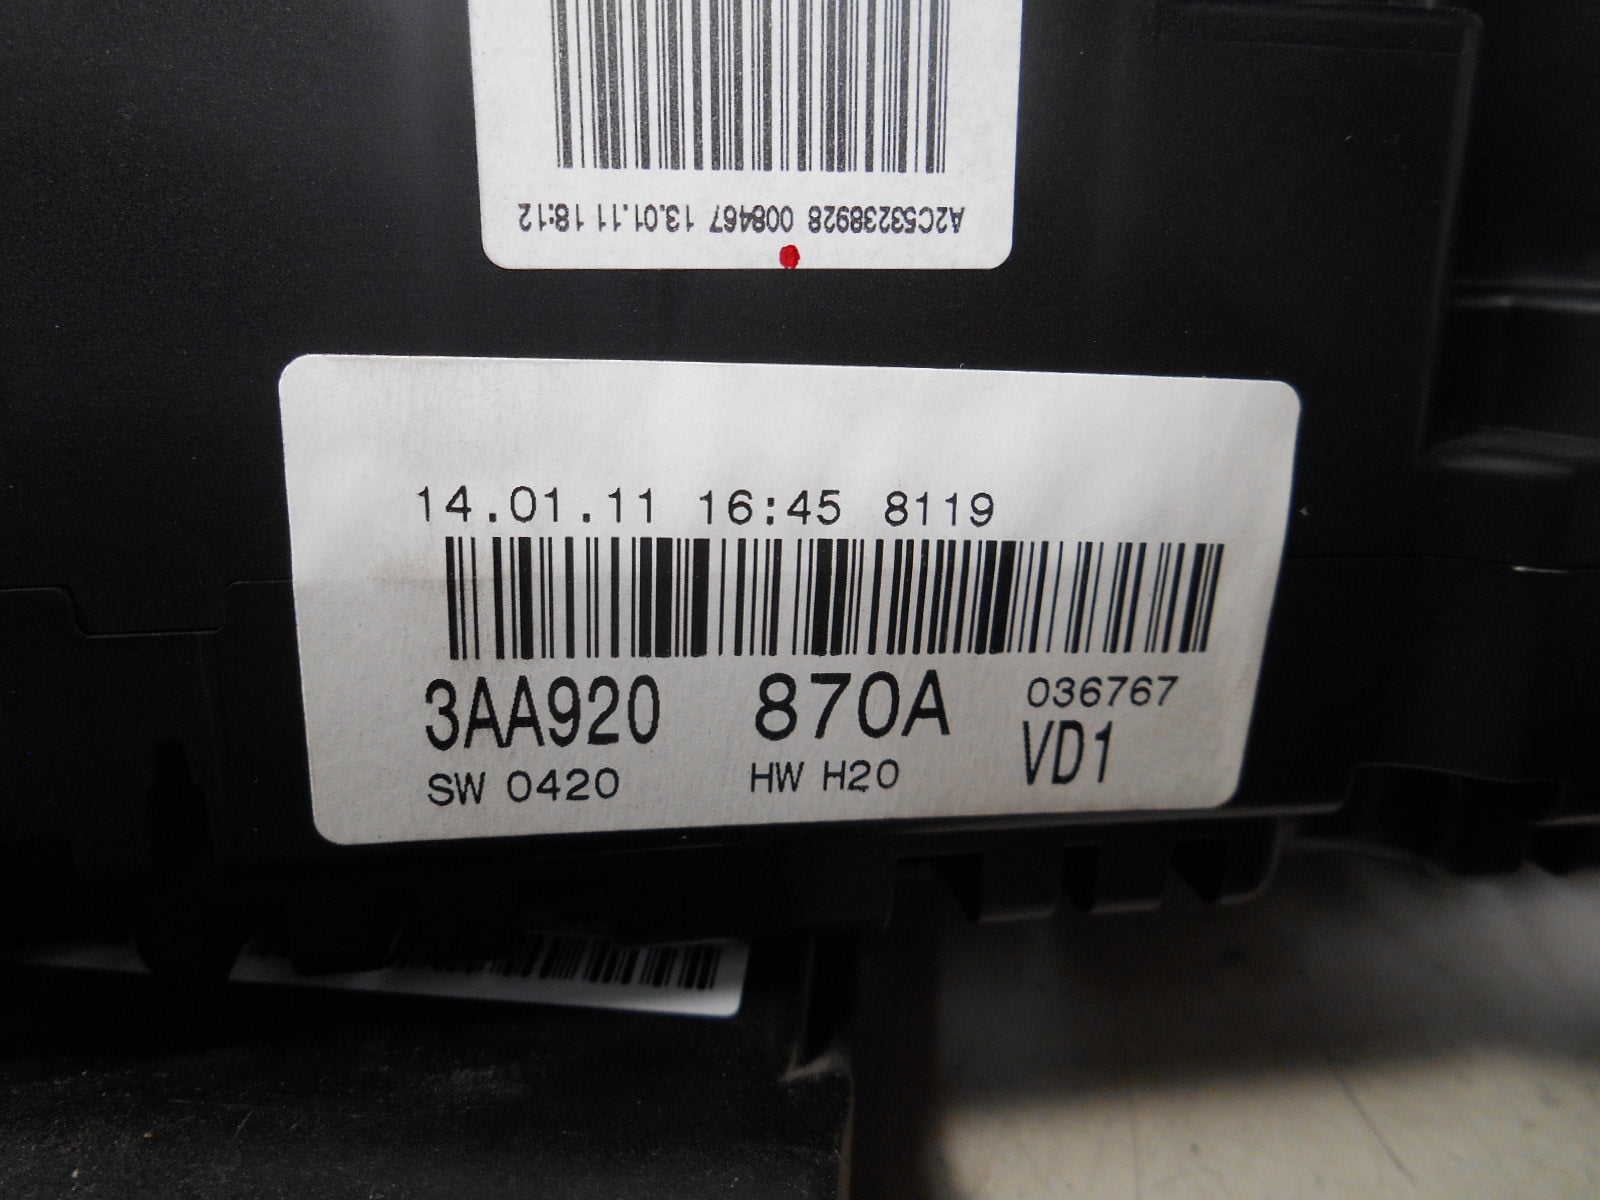 A2C53238928 008467 13.01.11 18:12
14.01.11 16:45 8119
3AA920 870A 036767
SW 0420 HW H20 VD1